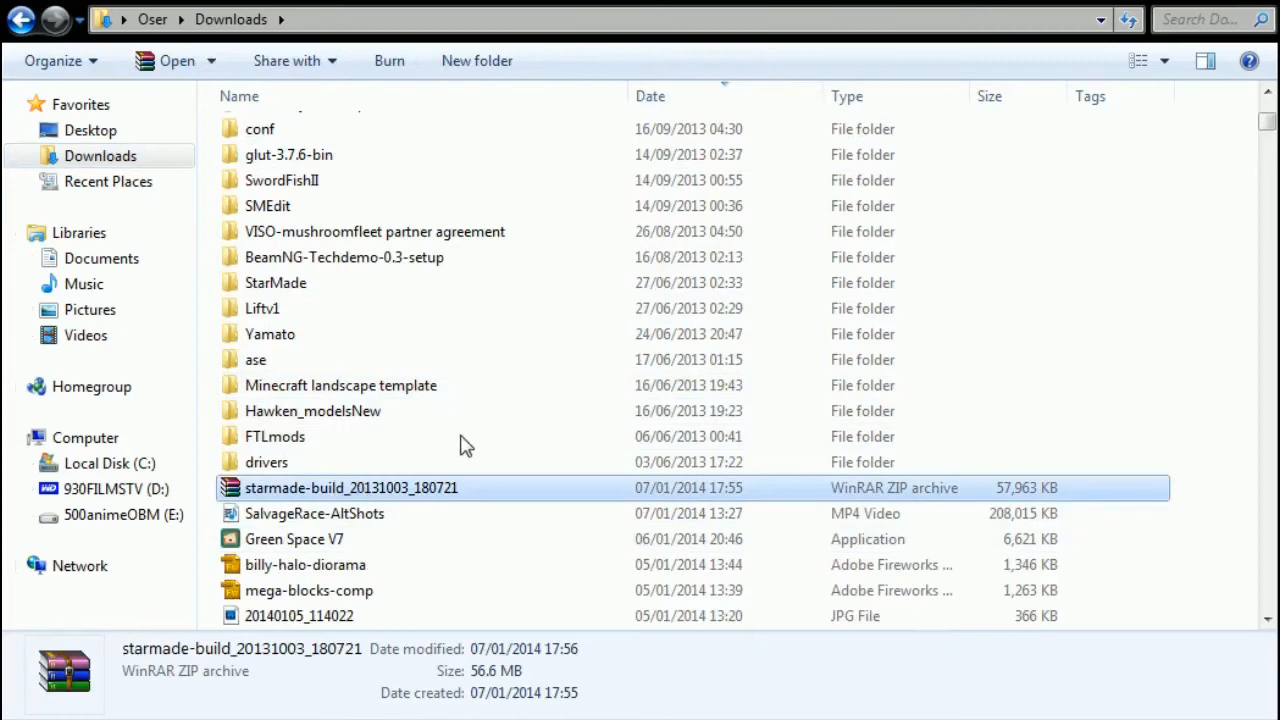 Oser Downloads Search Do...
Organize Open Share with Burn New folder
Name Date Type Size Tags
Favorites
Desktop
Downloads
Recent Places
Libraries
Documents
Music
Pictures
Videos
Homegroup
Computer
Local Disk (C:)
930FILMSTV (D:)
500animeOBM (E:)
Network
conf 16/09/2013 04:30 File folder
glut-3.7.6-bin 14/09/2013 02:37 File folder
SwordFishII 14/09/2013 00:55 File folder
SMEdit 14/09/2013 00:36 File folder
VISO-mushroomfleet partner agreement 26/08/2013 04:50 File folder
BeamNG-Techdemo-0.3-setup 16/08/2013 02:13 File folder
StarMade 27/06/2013 02:33 File folder
Liftv1 27/06/2013 02:29 File folder
Yamato 24/06/2013 20:47 File folder
ase 17/06/2013 01:15 File folder
Minecraft landscape template 16/06/2013 19:43 File folder
Hawken_modelsNew 16/06/2013 19:23 File folder
FTLmods 06/06/2013 00:41 File folder
drivers 03/06/2013 17:22 File folder
starmade-build_20131003_180721 07/01/2014 17:55 WinRAR ZIP archive 57,963 KB
SalvageRace-AltShots 07/01/2014 13:27 MP4 Video 208,015 KB
Green Space V7 06/01/2014 20:46 Application 6,621 KB
billy-halo-diorama 05/01/2014 13:44 Adobe Fireworks ... 1,346 KB
mega-blocks-comp 05/01/2014 13:39 Adobe Fireworks ... 1,263 KB
20140105_114022 05/01/2014 13:20 JPG File 366 KB
starmade-build_20131003_180721 Date modified: 07/01/2014 17:56
WinRAR ZIP archive Size: 56.6 MB
Date created: 07/01/2014 17:55